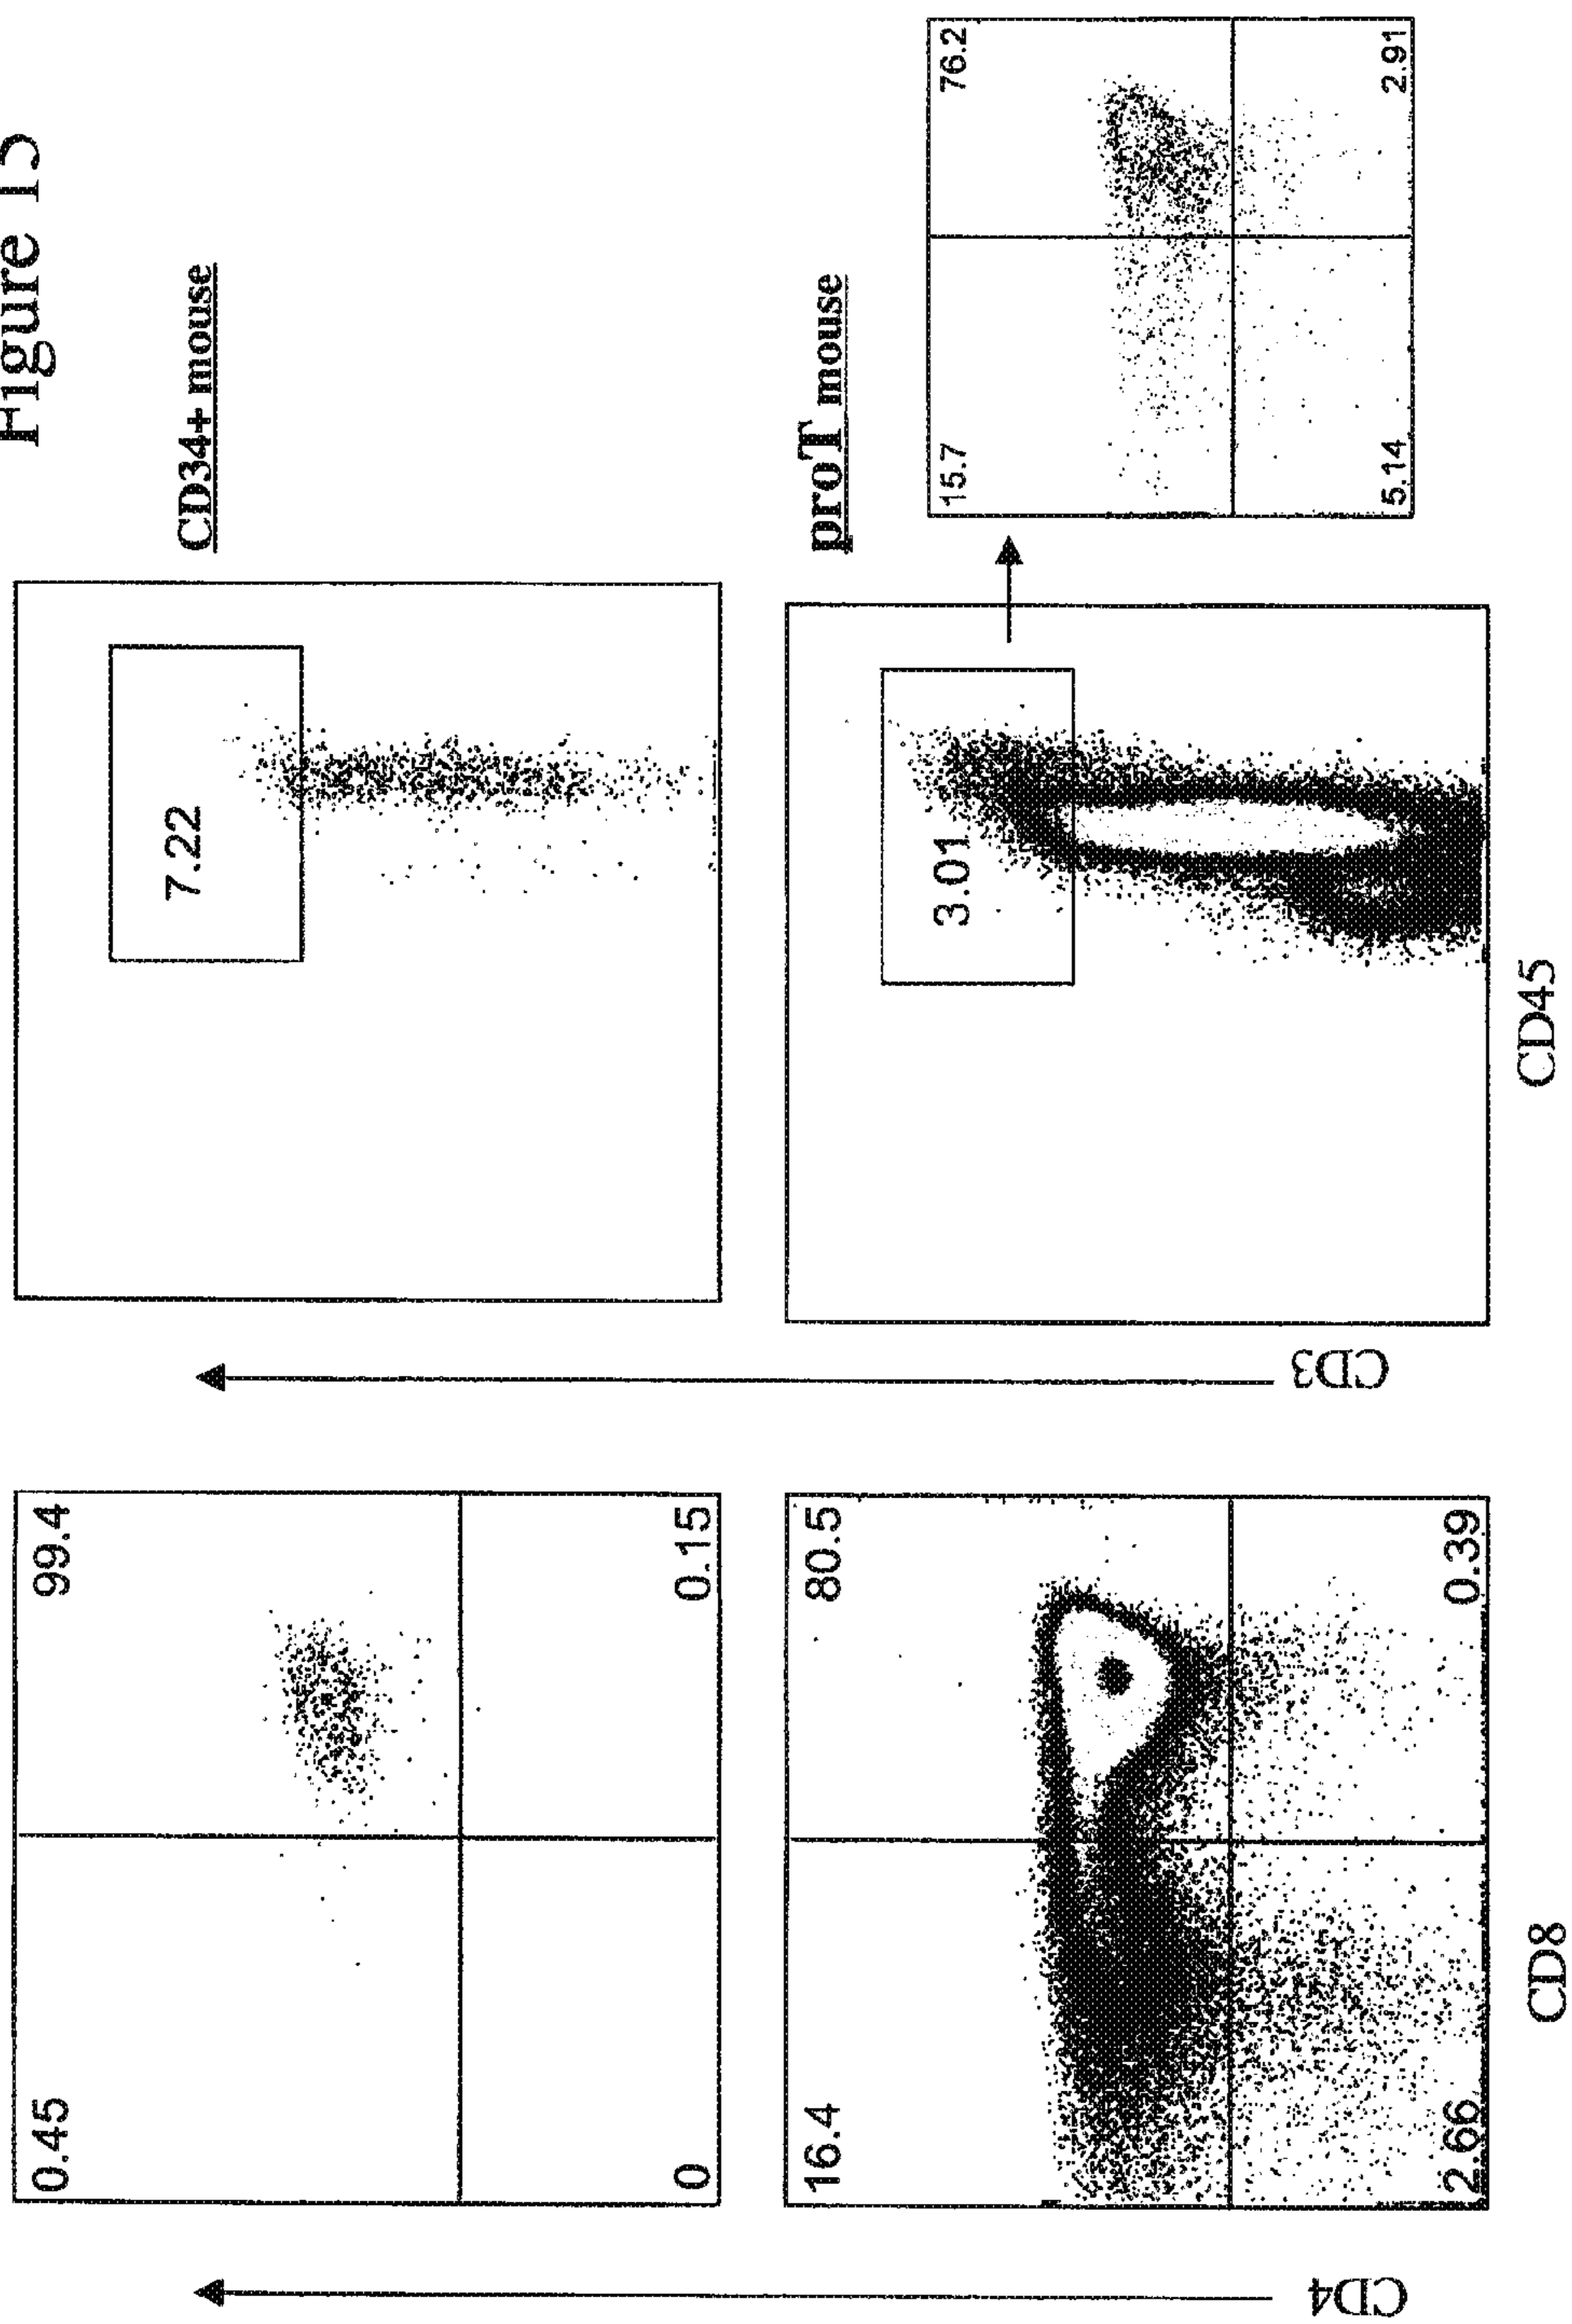 Figure
0.45 99.4
7.22
CD34+ mouse
0 0.15
16.4 80.5
3.01
proT mouse
15.7 76.2
2.66 0.39
5.14 2.91
CD4
CD8
CD3
CD45